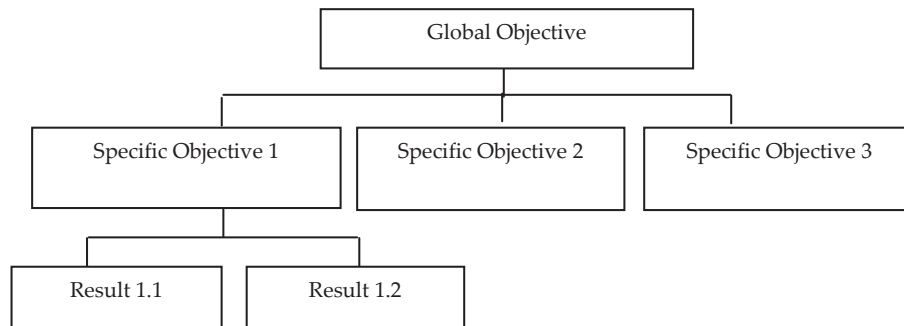 Global Objective
Specific Objective 1
Specific Objective 2
Specific Objective 3
Result 1.1
Result 1.2